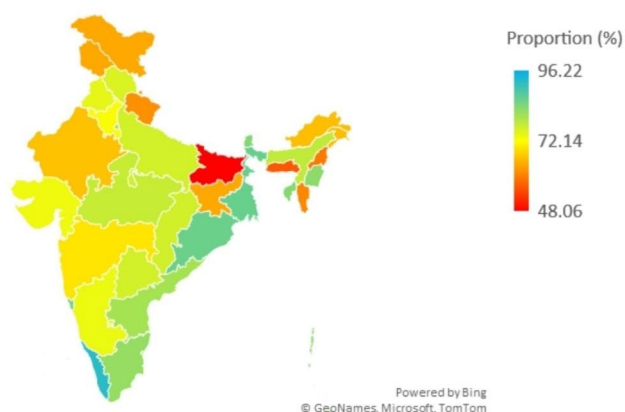 Proportion (%)
96.22
72.14
48.06
Powered by Bing
© GeoNames, Microsoft, TomTom